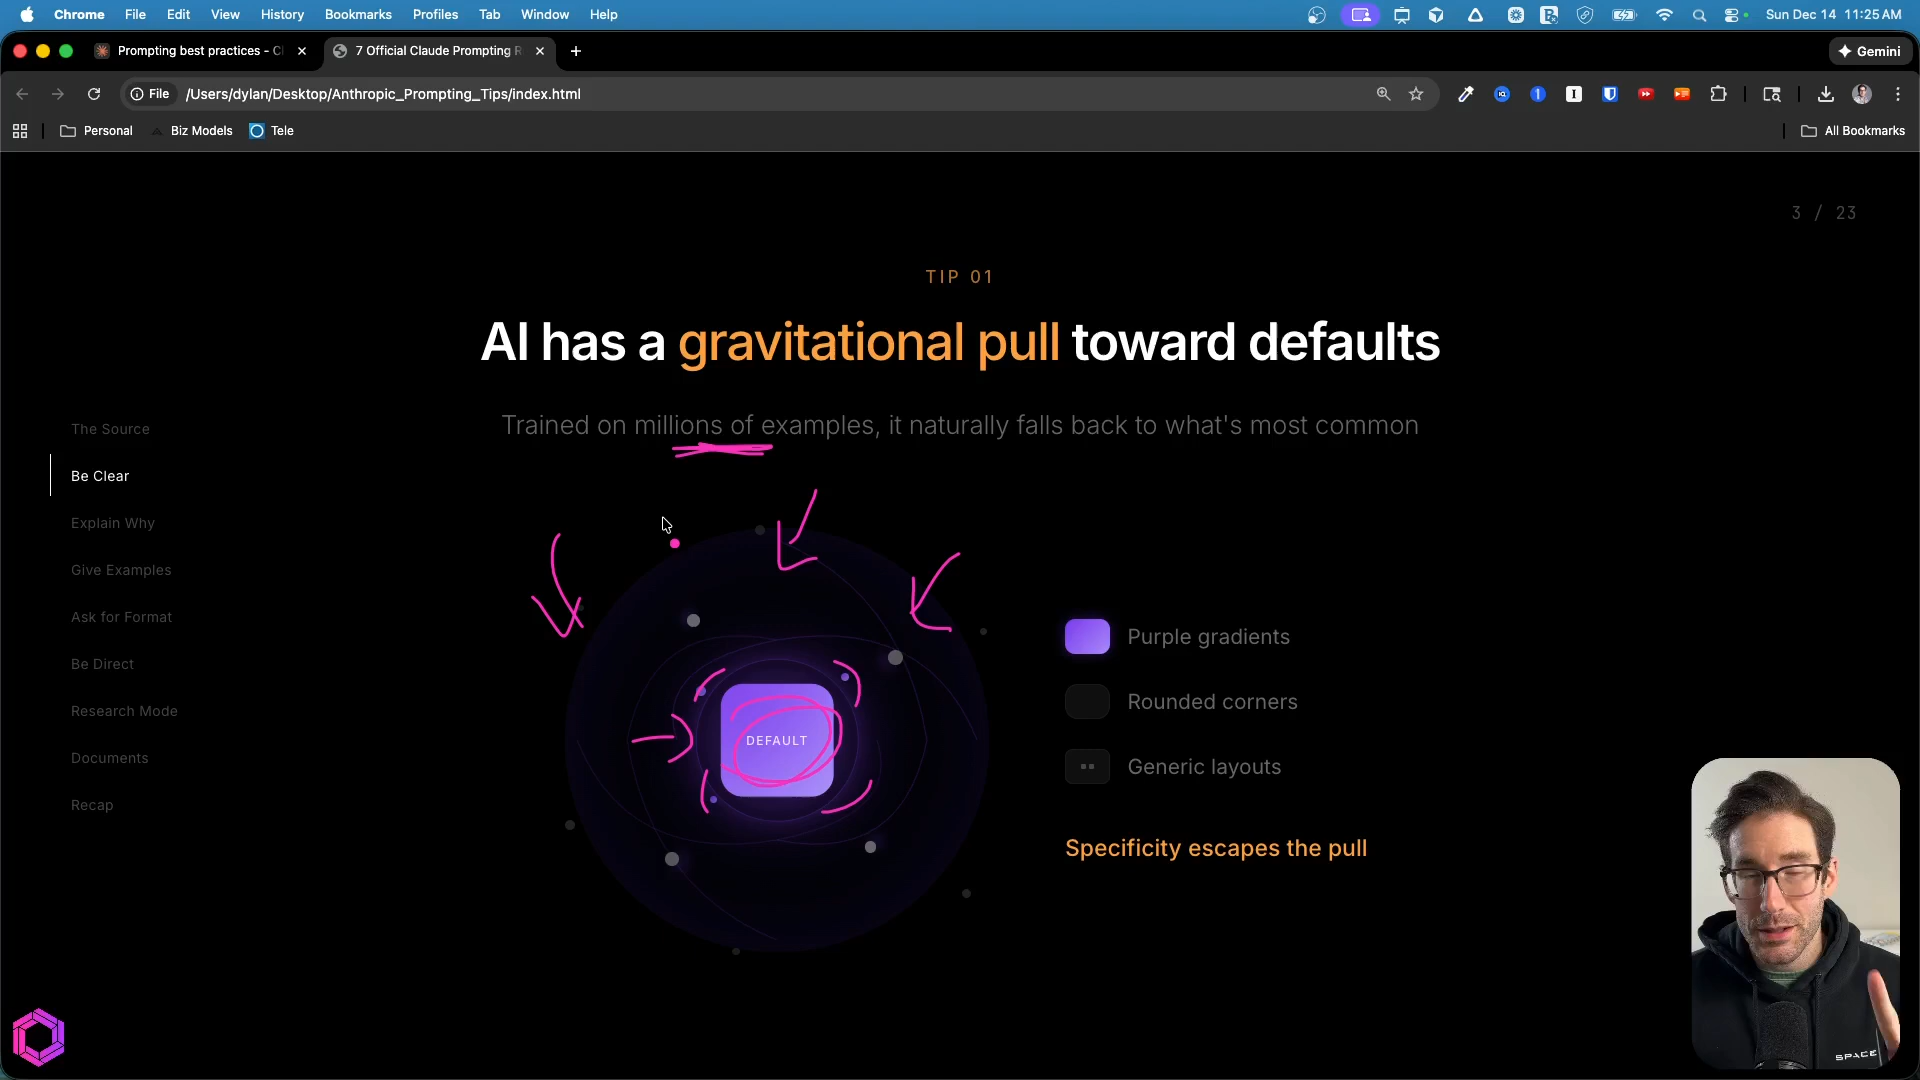 Chrome File Edit View History Bookmarks Profiles Tab Window Help
Sun Dec 14 11:25 AM
Prompting best practices - Cl
7 Official Claude Prompting R
Gemini
File /Users/dylan/Desktop/Anthropic_Prompting_Tips/index.html
Personal Biz Models Tele All Bookmarks
3 / 23
TIP 01
AI has a gravitational pull toward defaults
Trained on millions of examples, it naturally falls back to what's most common
The Source
Be Clear
Explain Why
Give Examples
Ask for Format
Be Direct
Research Mode
Documents
Recap
DEFAULT
Purple gradients
Rounded corners
Generic layouts
Specificity escapes the pull
SPACE